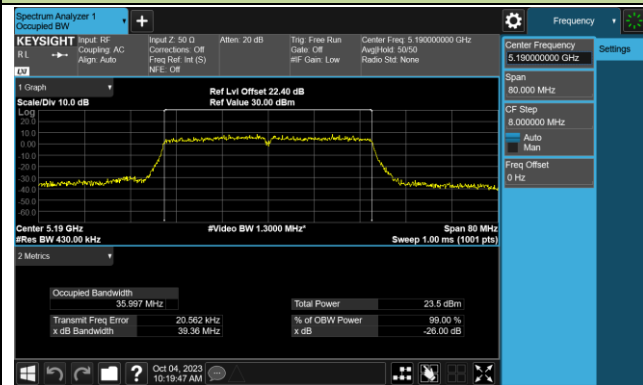 Spectrum Analyzer 1
Occupied BW
+
Frequency
KEYSIGHT
RL
LXI
Input: RF
Coupling: AC
Align: Auto
Input Z: 50 Ω
Corrections: Off
Freq Ref: Int (S)
NFE: Off
Atten: 20 dB
Trig: Free Run
Gate: Off
#IF Gain: Low
Center Freq: 5.190000000 GHz
Avg|Hold: 50/50
Radio Std: None
Center Frequency
5.190000000 GHz
Settings
Span
80.000 MHz
CF Step
8.000000 MHz
Auto
Man
Freq Offset
0 Hz
1 Graph
Scale/Div 10.0 dB
Ref Lvl Offset 22.40 dB
Ref Value 30.00 dBm
Log
20.0
10.0
0.00
-10.0
-20.0
-30.0
-40.0
-50.0
-60.0
Center 5.19 GHz
#Video BW 1.3000 MHz*
Span 80 MHz
#Res BW 430.00 kHz
Sweep 1.00 ms (1001 pts)
2 Metrics
Occupied Bandwidth
35.997 MHz
Total Power 23.5 dBm
Transmit Freq Error 20.562 kHz
% of OBW Power 99.00 %
x dB Bandwidth 39.36 MHz
x dB -26.00 dB
?
Oct 04, 2023
10:19:47 AM